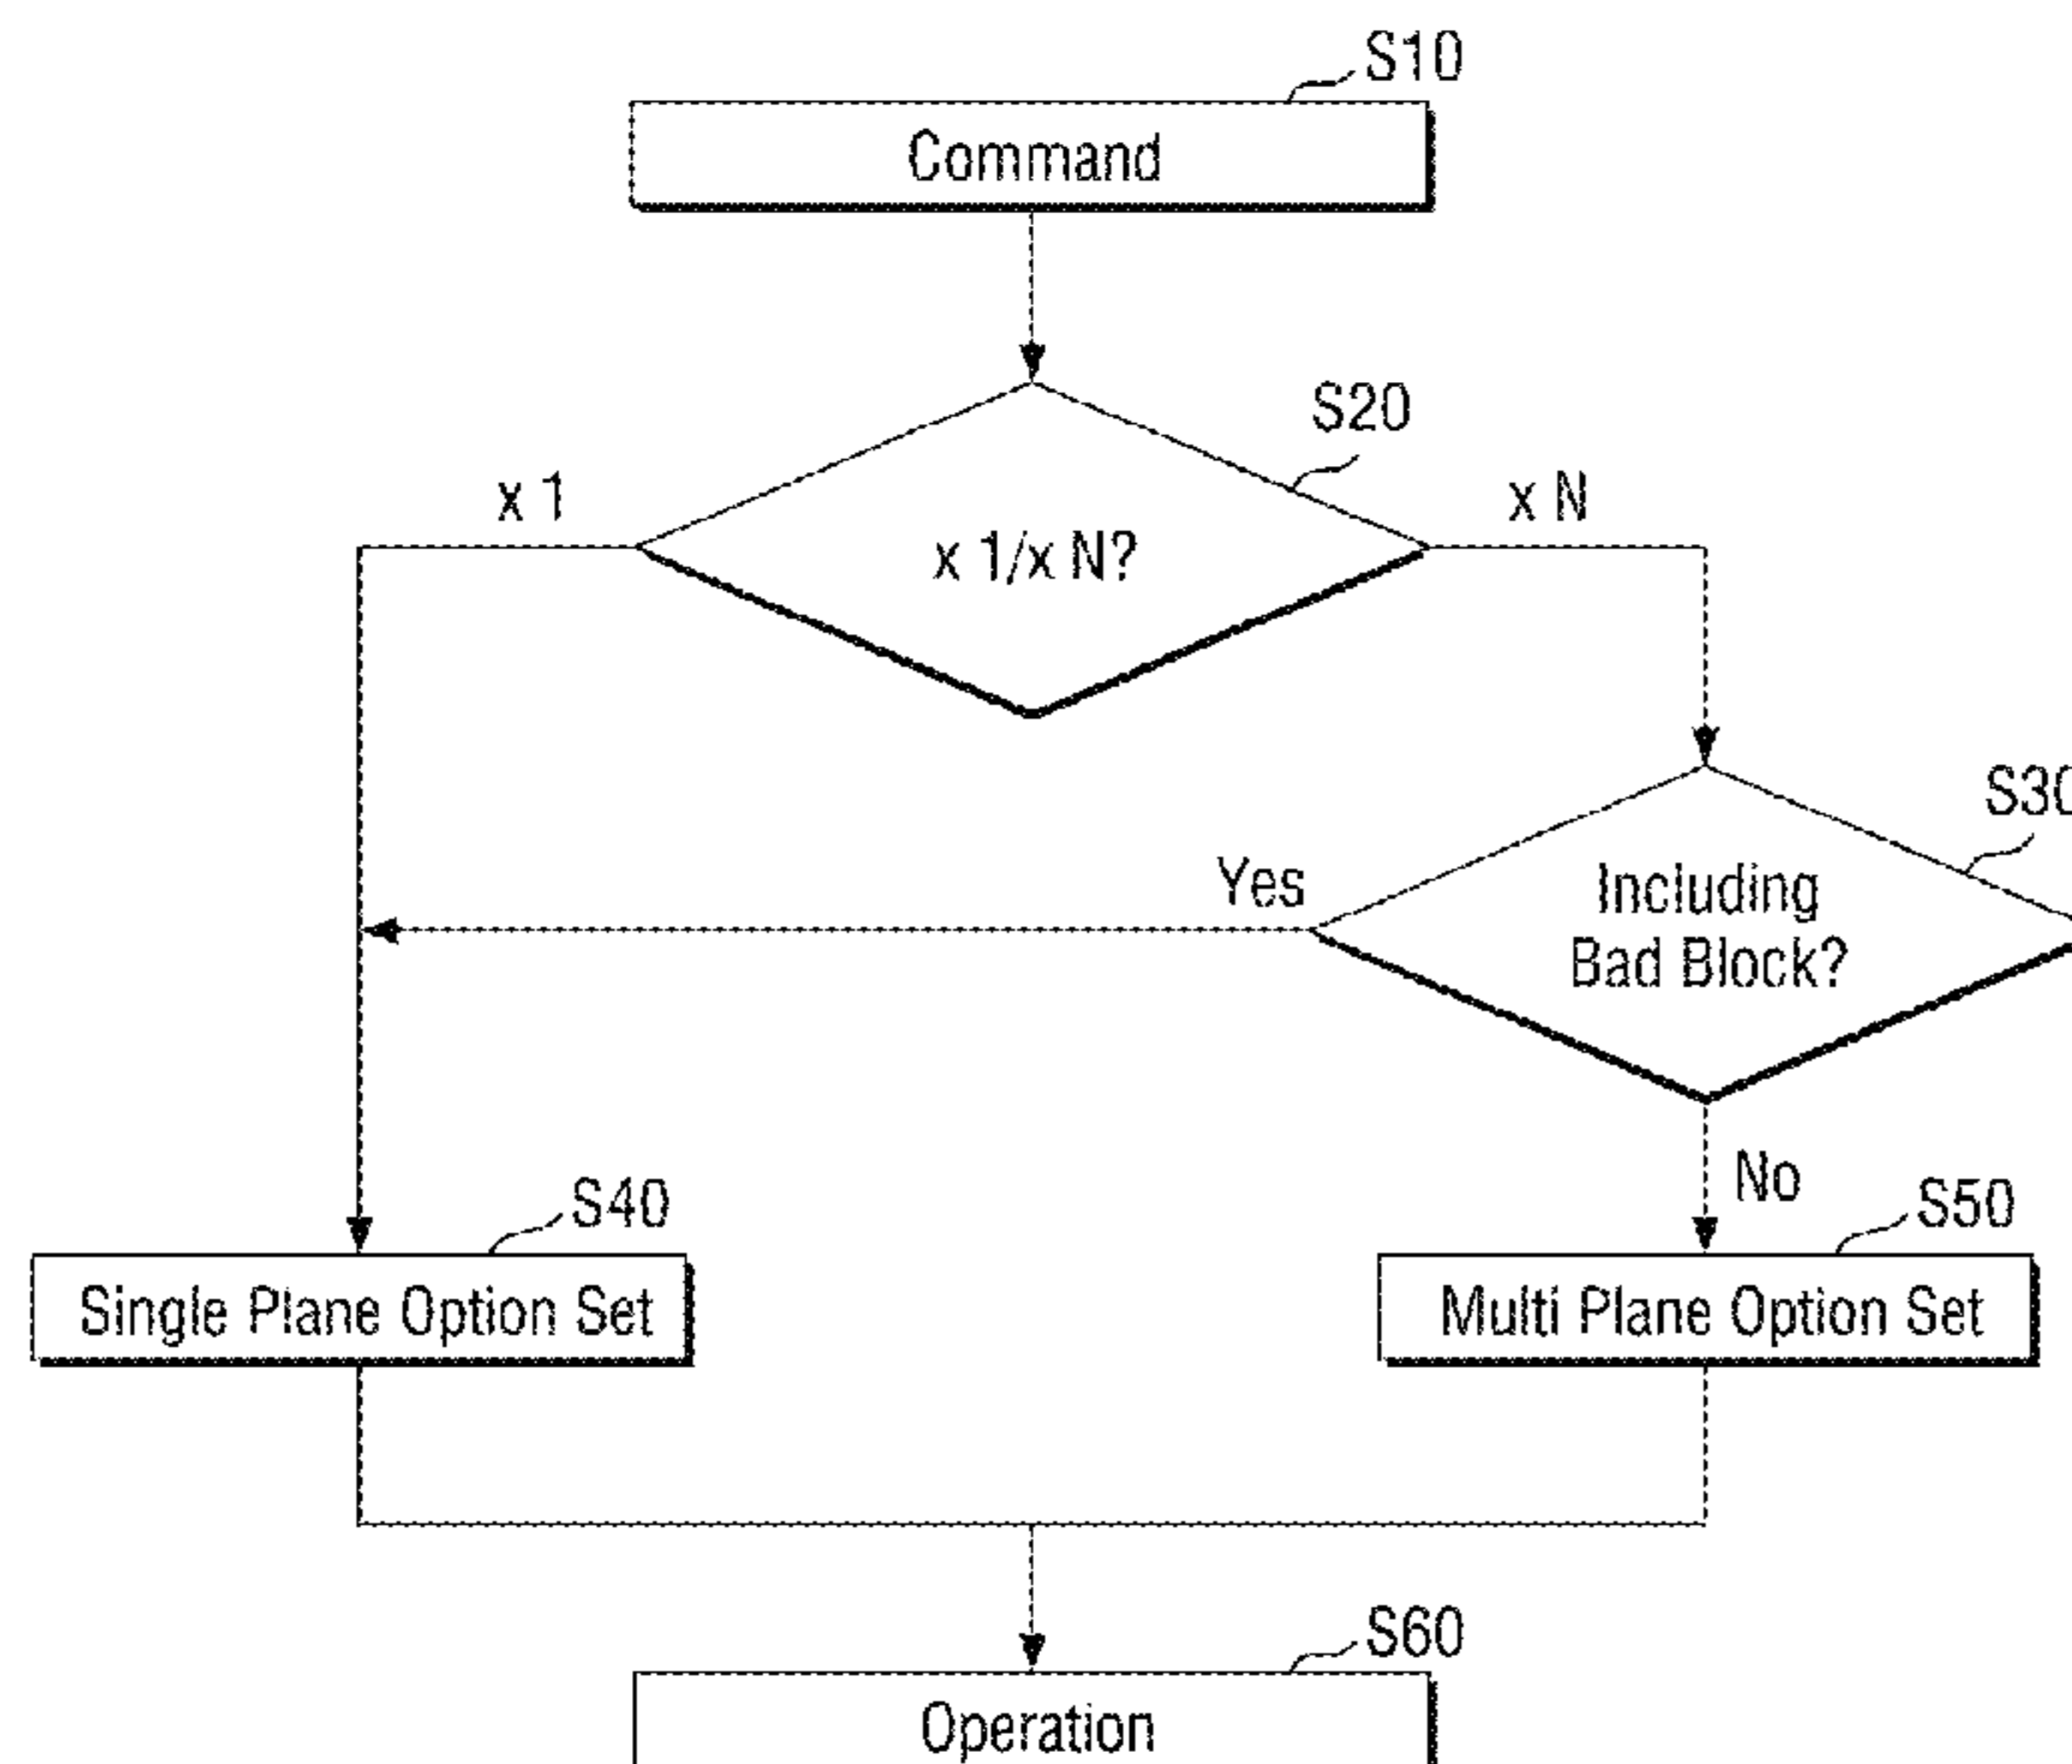 S10
Command
S20
x 1
x N
x 1/x N?
S30
Yes
Including
Bad Block?
No
S40
S50
Single Plane Option Set
Multi Plane Option Set
S60
Operation